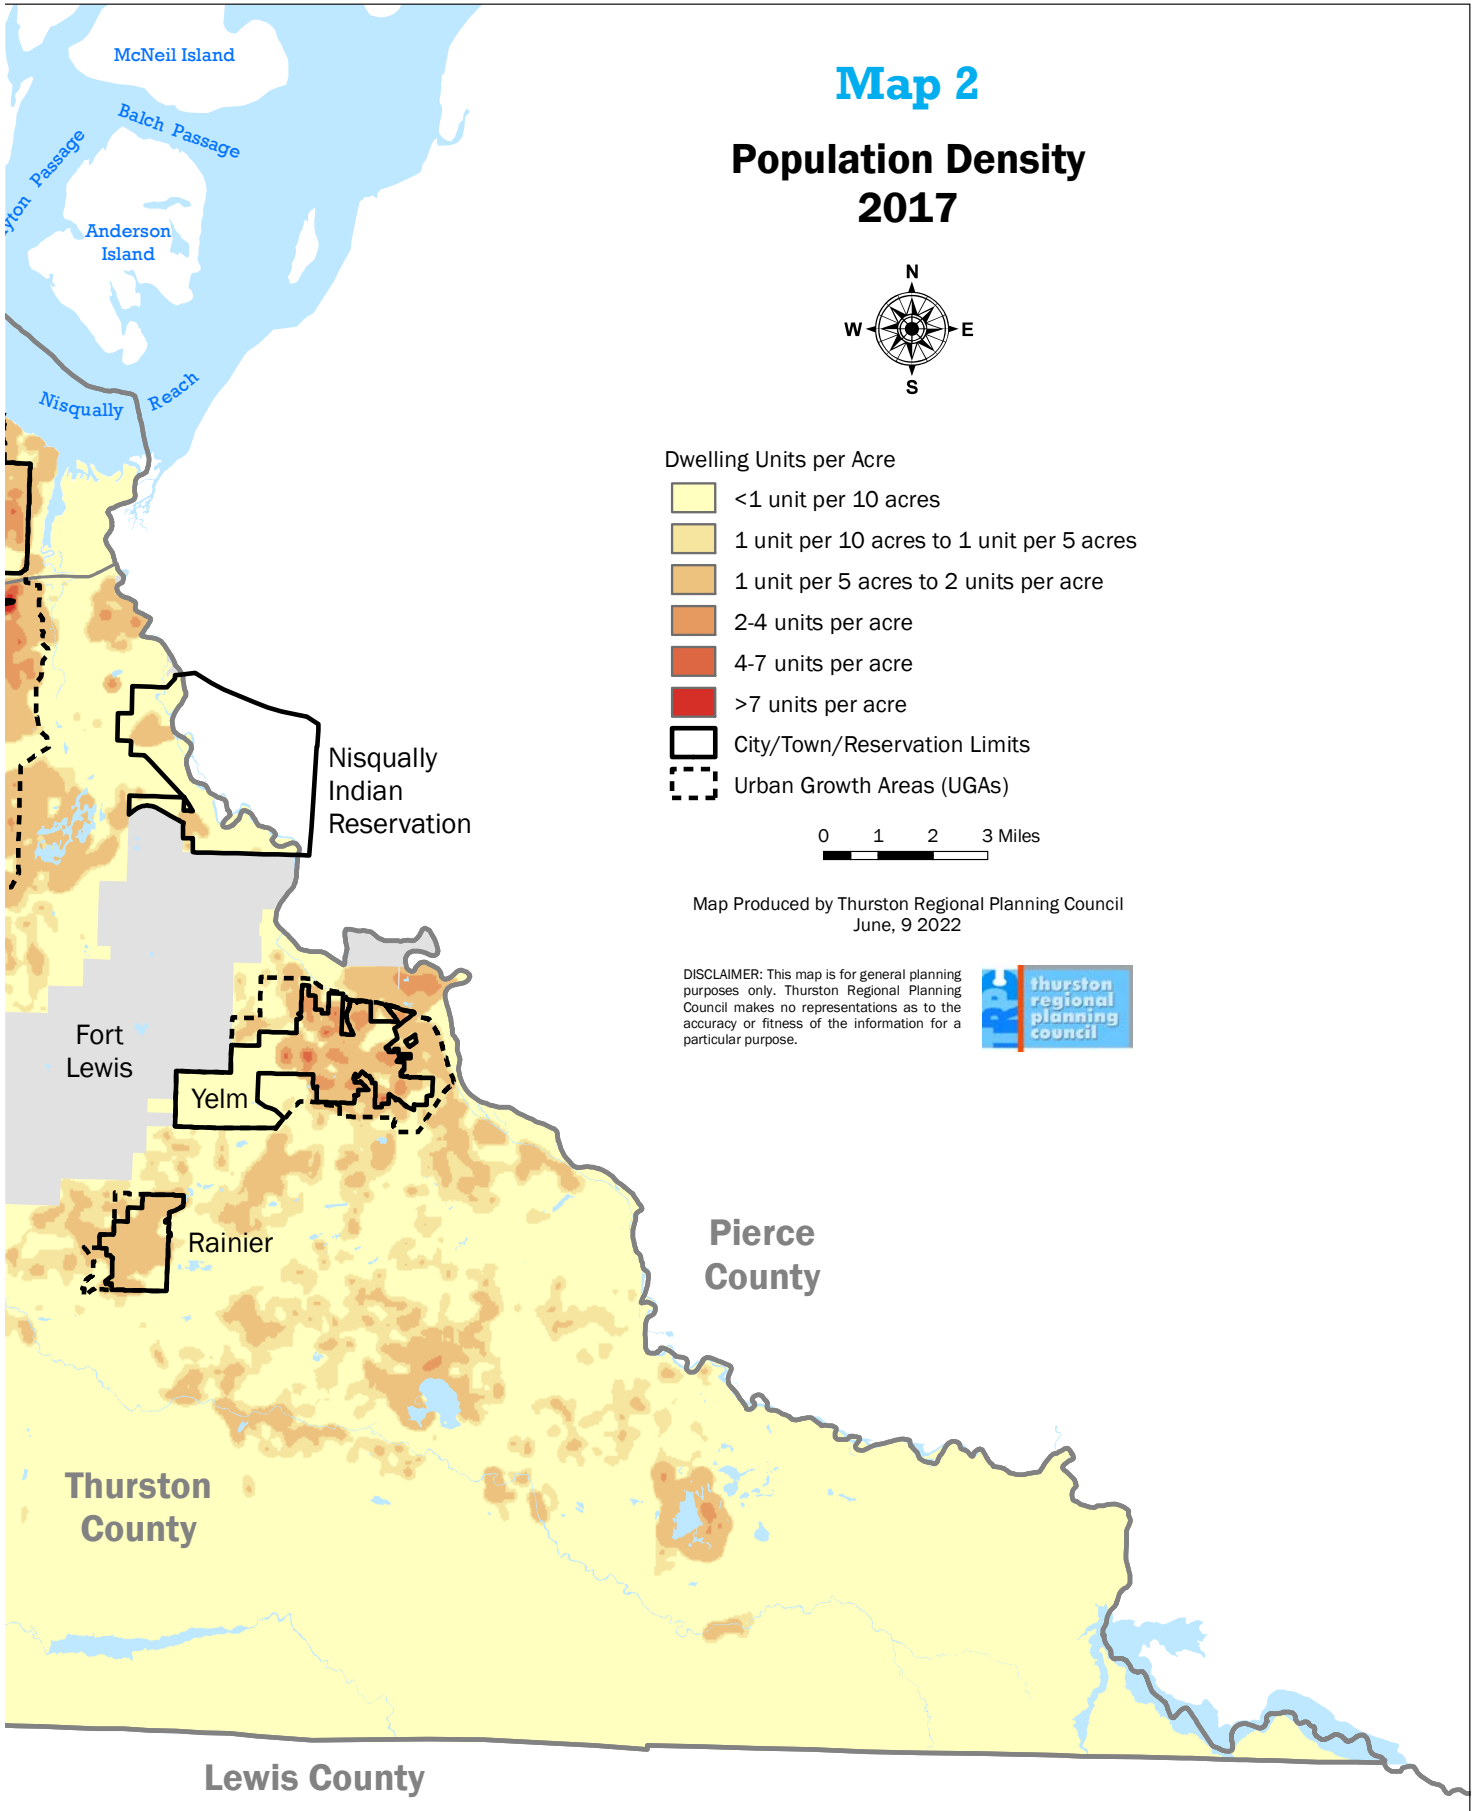 McNeil Island
Balch Passage
yton Passage
Anderson
Island
Nisqually Reach
Map 2
Population Density
2017
N
W
E
S
Dwelling Units per Acre
<1 unit per 10 acres
1 unit per 10 acres to 1 unit per 5 acres
1 unit per 5 acres to 2 units per acre
2-4 units per acre
4-7 units per acre
>7 units per acre
City/Town/Reservation Limits
Urban Growth Areas (UGAs)
0 1 2 3 Miles
Map Produced by Thurston Regional Planning Council
June, 9 2022
DISCLAIMER: This map is for general planning
purposes only. Thurston Regional Planning
Council makes no representations as to the
accuracy or fitness of the information for a
particular purpose.
TRPC
thurston
regional
planning
council
Nisqually
Indian
Reservation
Fort
Lewis
Yelm
Rainier
Pierce
County
Thurston
County
Lewis County